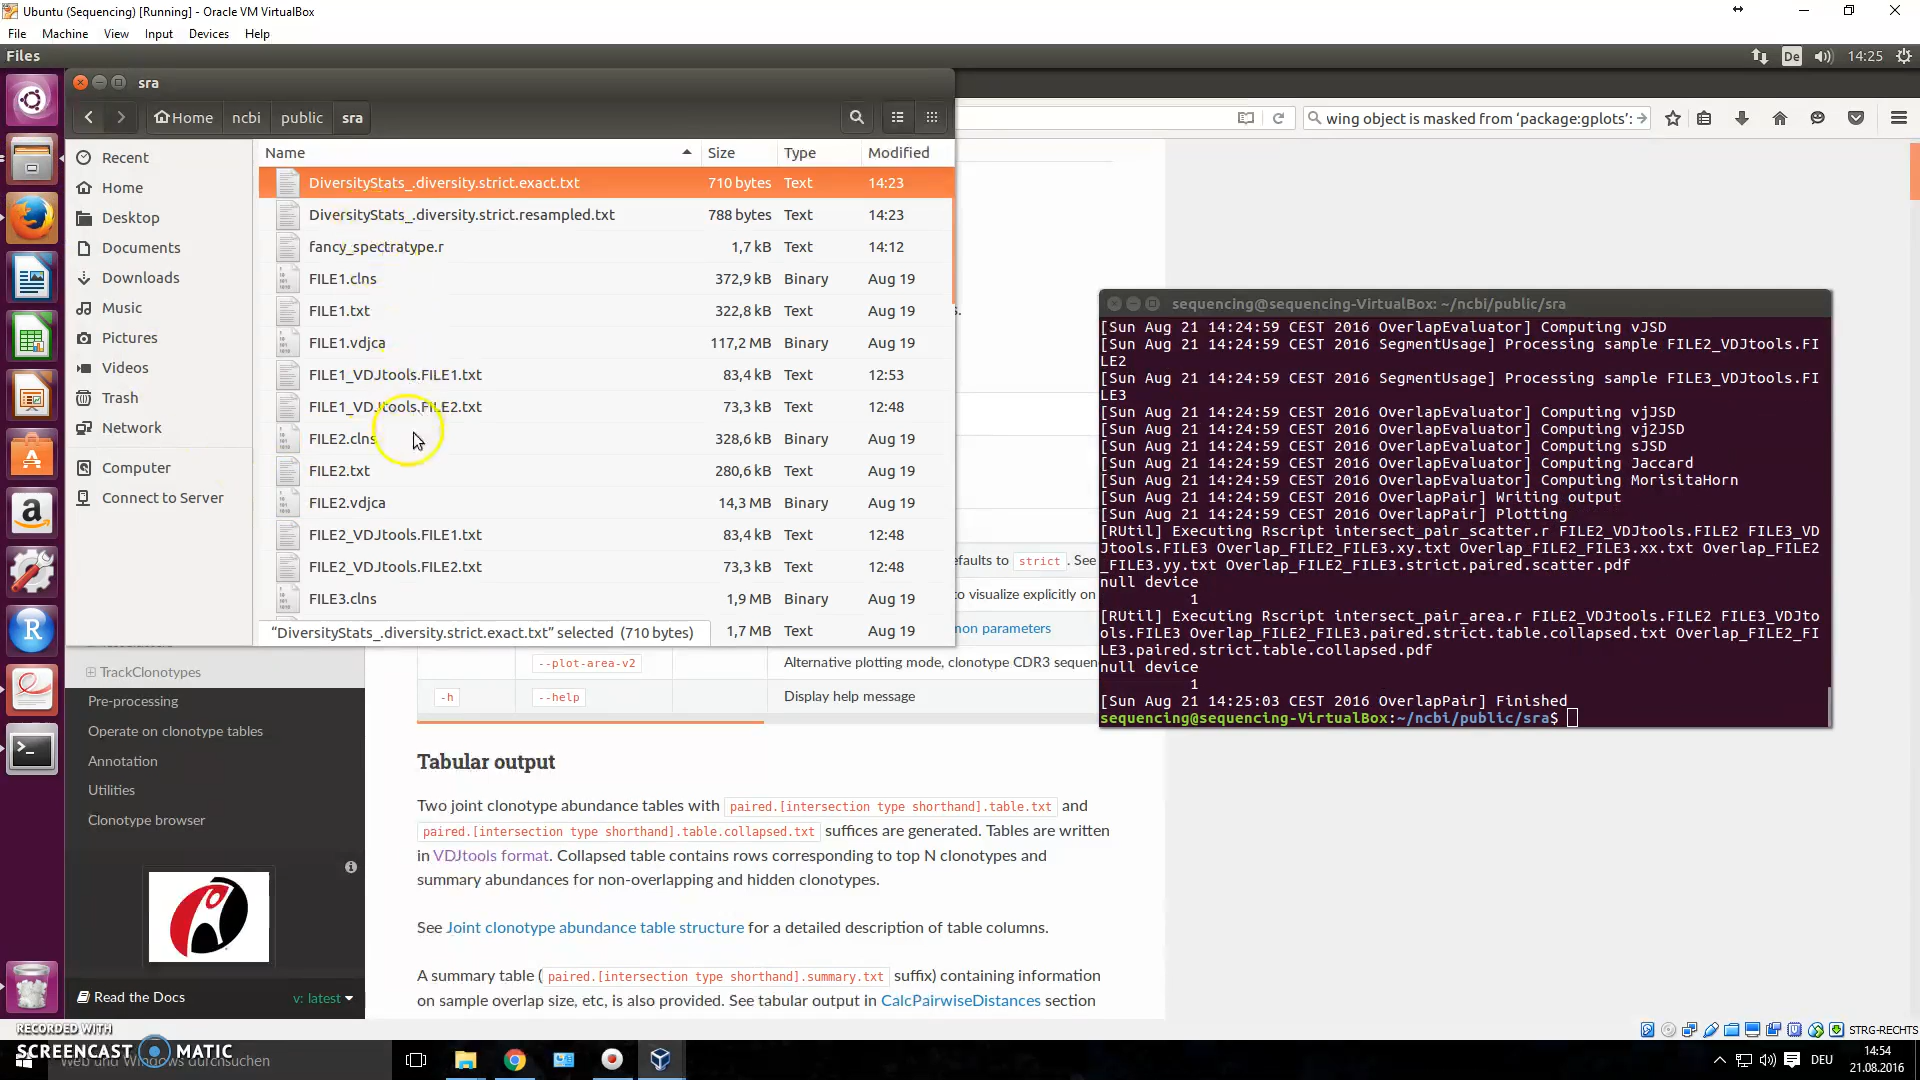 Ubuntu (Sequencing) [Running] - Oracle VM VirtualBox
File Machine View Input Devices Help
Files De 14:25
sra
Home ncbi public sra
wing object is masked from ‘package:gplots’:
Recent
Home
Desktop
Documents
Downloads
Music
Pictures
Videos
Trash
Network
Computer
Connect to Server
Name Size Type Modified
DiversityStats_.diversity.strict.exact.txt 710 bytes Text 14:23
DiversityStats_.diversity.strict.resampled.txt 788 bytes Text 14:23
fancy_spectratype.r 1,7 kB Text 14:12
FILE1.clns 372,9 kB Binary Aug 19
FILE1.txt 322,8 kB Text Aug 19
FILE1.vdjca 117,2 MB Binary Aug 19
FILE1_VDJtools.FILE1.txt 83,4 kB Text 12:53
FILE1_VDJtools.FILE2.txt 73,3 kB Text 12:48
FILE2.clns 328,6 kB Binary Aug 19
FILE2.txt 280,6 kB Text Aug 19
FILE2.vdjca 14,3 MB Binary Aug 19
FILE2_VDJtools.FILE1.txt 83,4 kB Text 12:48
FILE2_VDJtools.FILE2.txt 73,3 kB Text 12:48
FILE3.clns 1,9 MB Binary Aug 19
1,7 MB Text Aug 19
“DiversityStats_.diversity.strict.exact.txt” selected (710 bytes)
s.
efaults to strict. See
to visualize explicitly on
mon parameters
--plot-area-v2 Alternative plotting mode, clonotype CDR3 sequen
-h --help Display help message
sequencing@sequencing-VirtualBox: ~/ncbi/public/sra
[Sun Aug 21 14:24:59 CEST 2016 OverlapEvaluator] Computing vJSD
[Sun Aug 21 14:24:59 CEST 2016 SegmentUsage] Processing sample FILE2_VDJtools.FI
LE2
[Sun Aug 21 14:24:59 CEST 2016 SegmentUsage] Processing sample FILE3_VDJtools.FI
LE3
[Sun Aug 21 14:24:59 CEST 2016 OverlapEvaluator] Computing vjJSD
[Sun Aug 21 14:24:59 CEST 2016 OverlapEvaluator] Computing vj2JSD
[Sun Aug 21 14:24:59 CEST 2016 OverlapEvaluator] Computing sJSD
[Sun Aug 21 14:24:59 CEST 2016 OverlapEvaluator] Computing Jaccard
[Sun Aug 21 14:24:59 CEST 2016 OverlapEvaluator] Computing MorisitaHorn
[Sun Aug 21 14:24:59 CEST 2016 OverlapPair] Writing output
[Sun Aug 21 14:24:59 CEST 2016 OverlapPair] Plotting
[RUtil] Executing Rscript intersect_pair_scatter.r FILE2_VDJtools.FILE2 FILE3_VD
Jtools.FILE3 Overlap_FILE2_FILE3.xy.txt Overlap_FILE2_FILE3.xx.txt Overlap_FILE2
_FILE3.yy.txt Overlap_FILE2_FILE3.strict.paired.scatter.pdf
null device
1
[RUtil] Executing Rscript intersect_pair_area.r FILE2_VDJtools.FILE2 FILE3_VDJto
ols.FILE3 Overlap_FILE2_FILE3.paired.strict.table.collapsed.txt Overlap_FILE2_FI
LE3.paired.strict.table.collapsed.pdf
null device
1
[Sun Aug 21 14:25:03 CEST 2016 OverlapPair] Finished
sequencing@sequencing-VirtualBox:~/ncbi/public/sra$
TrackClonotypes
Pre-processing
Operate on clonotype tables
Annotation
Utilities
Clonotype browser
Read the Docs v: latest
Tabular output
Two joint clonotype abundance tables with paired.[intersection type shorthand].table.txt and
paired.[intersection type shorthand].table.collapsed.txt suffices are generated. Tables are written
in VDJtools format. Collapsed table contains rows corresponding to top N clonotypes and
summary abundances for non-overlapping and hidden clonotypes.
See Joint clonotype abundance table structure for a detailed description of table columns.
A summary table ( paired.[intersection type shorthand].summary.txt suffix) containing information
on sample overlap size, etc, is also provided. See tabular output in CalcPairwiseDistances section
STRG-RECHTS
RECORDED WITH
SCREENCAST MATIC
Web und Windows durchsuchen
DEU
14:54
21.08.2016